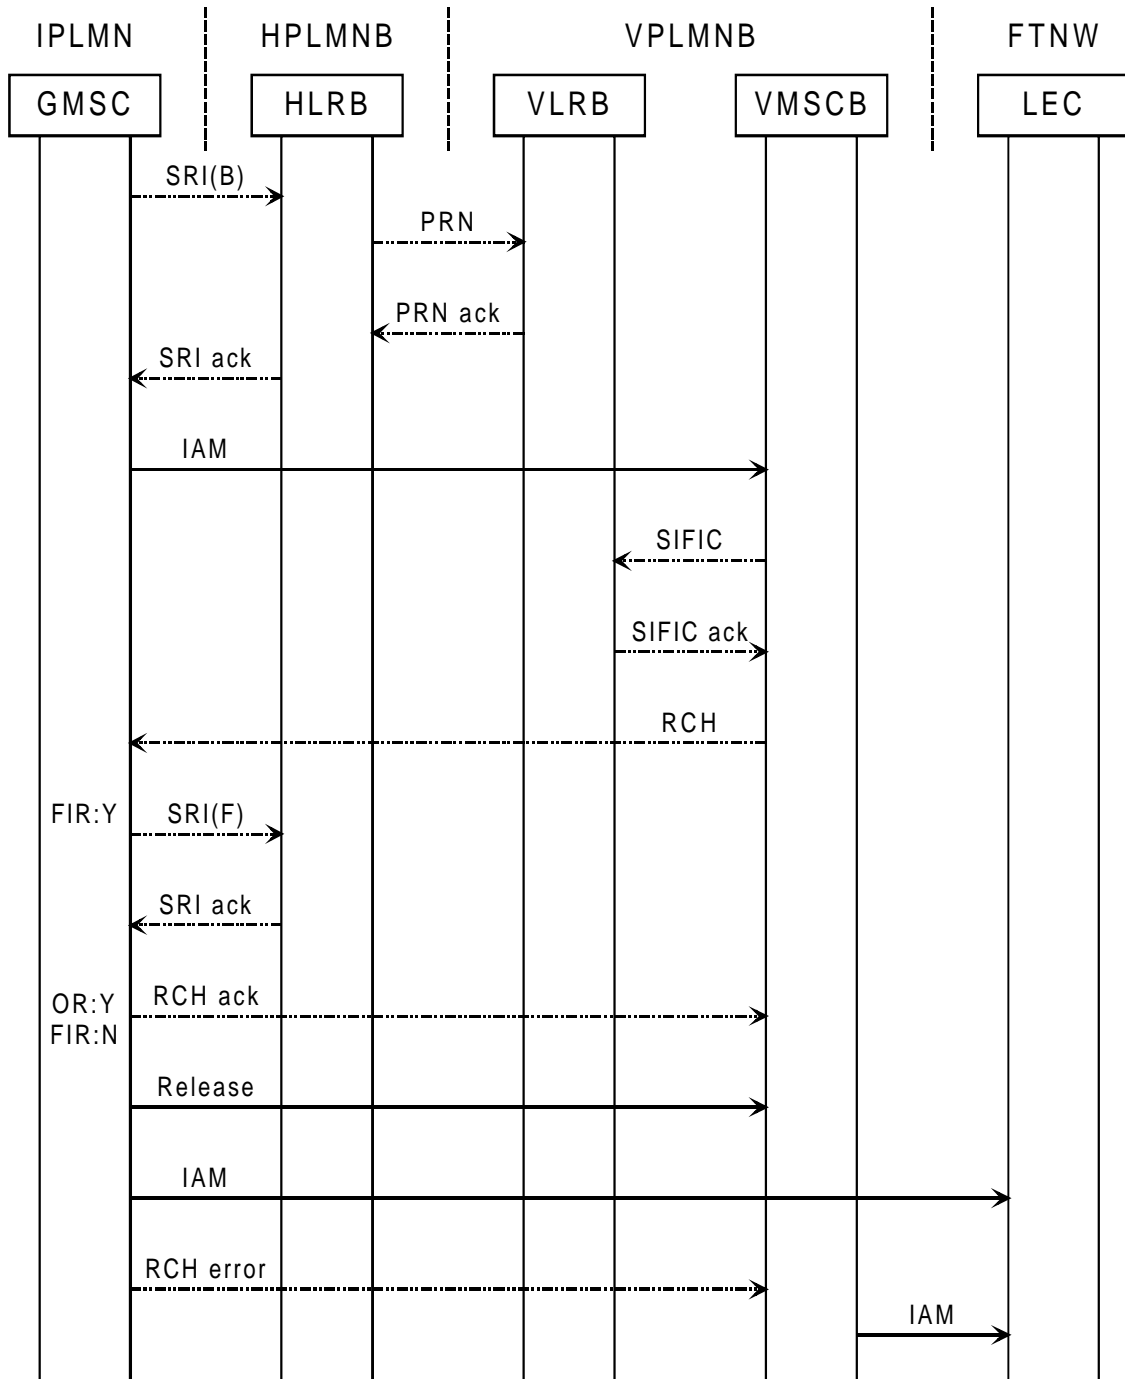 IPLMN HPLMNB VPLMNB FTNW
GMSC HLRB VLRB VMSCB LEC
SRI(B)
PRN
PRN ack
SRI ack
IAM
SIFIC
SIFIC ack
RCH
FIR:Y SRI(F)
SRI ack
OR:Y RCH ack
FIR:N
Release
IAM
RCH error
IAM